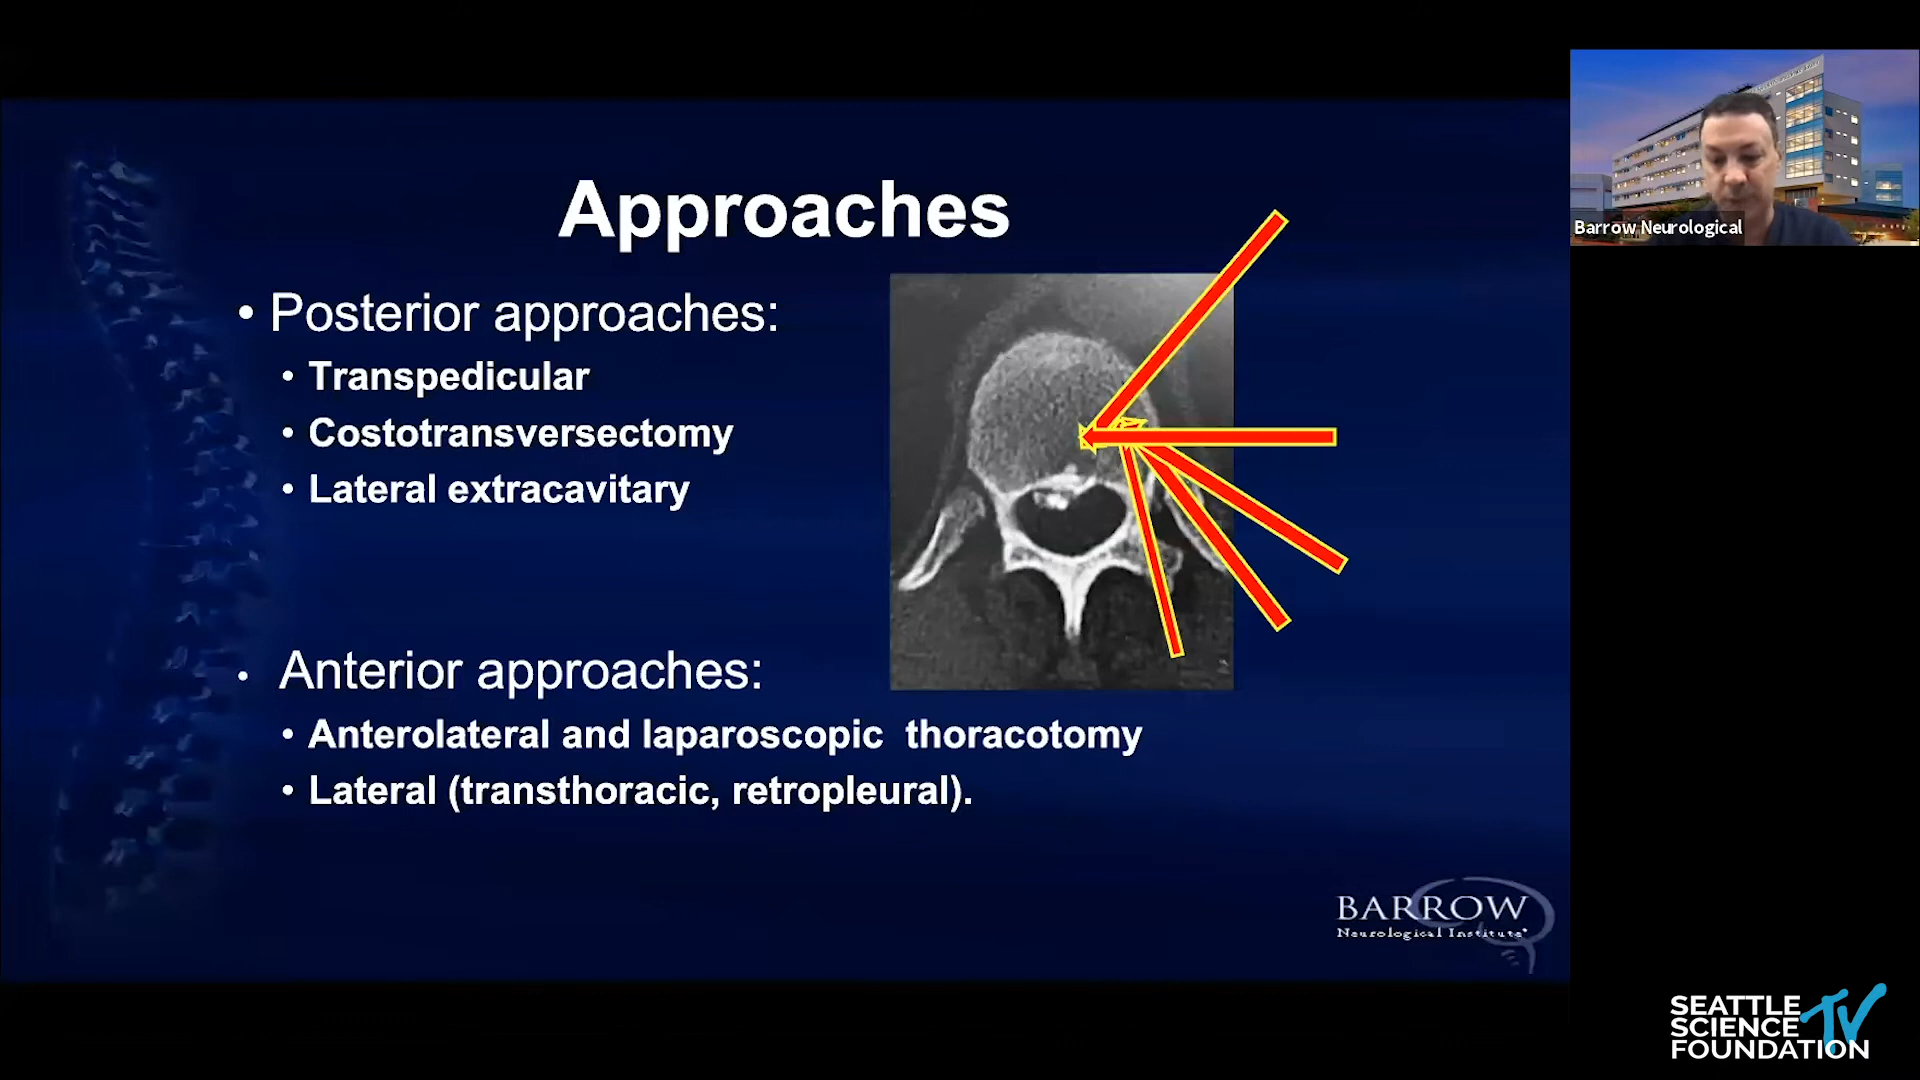 Approaches
• Posterior approaches:
• Transpedicular
• Costotransversectomy
• Lateral extracavitary
• Anterior approaches:
• Anterolateral and laparoscopic thoracotomy
• Lateral (transthoracic, retropleural).
BARROW
Neurological Institute®
Barrow Neurological
SEATTLE
SCIENCE TV
FOUNDATION